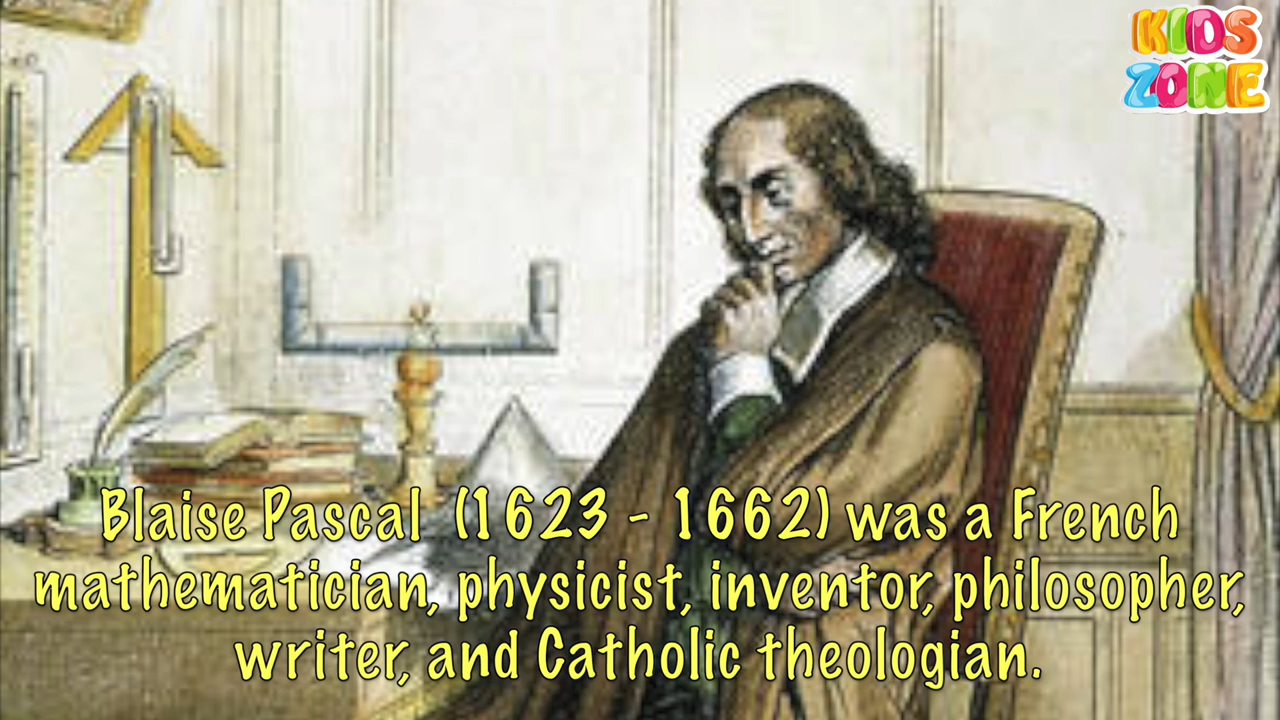 KIDS
ZONE
Blaise Pascal (1623 - 1662) was a French
mathematician, physicist, inventor, philosopher,
writer, and Catholic theologian.